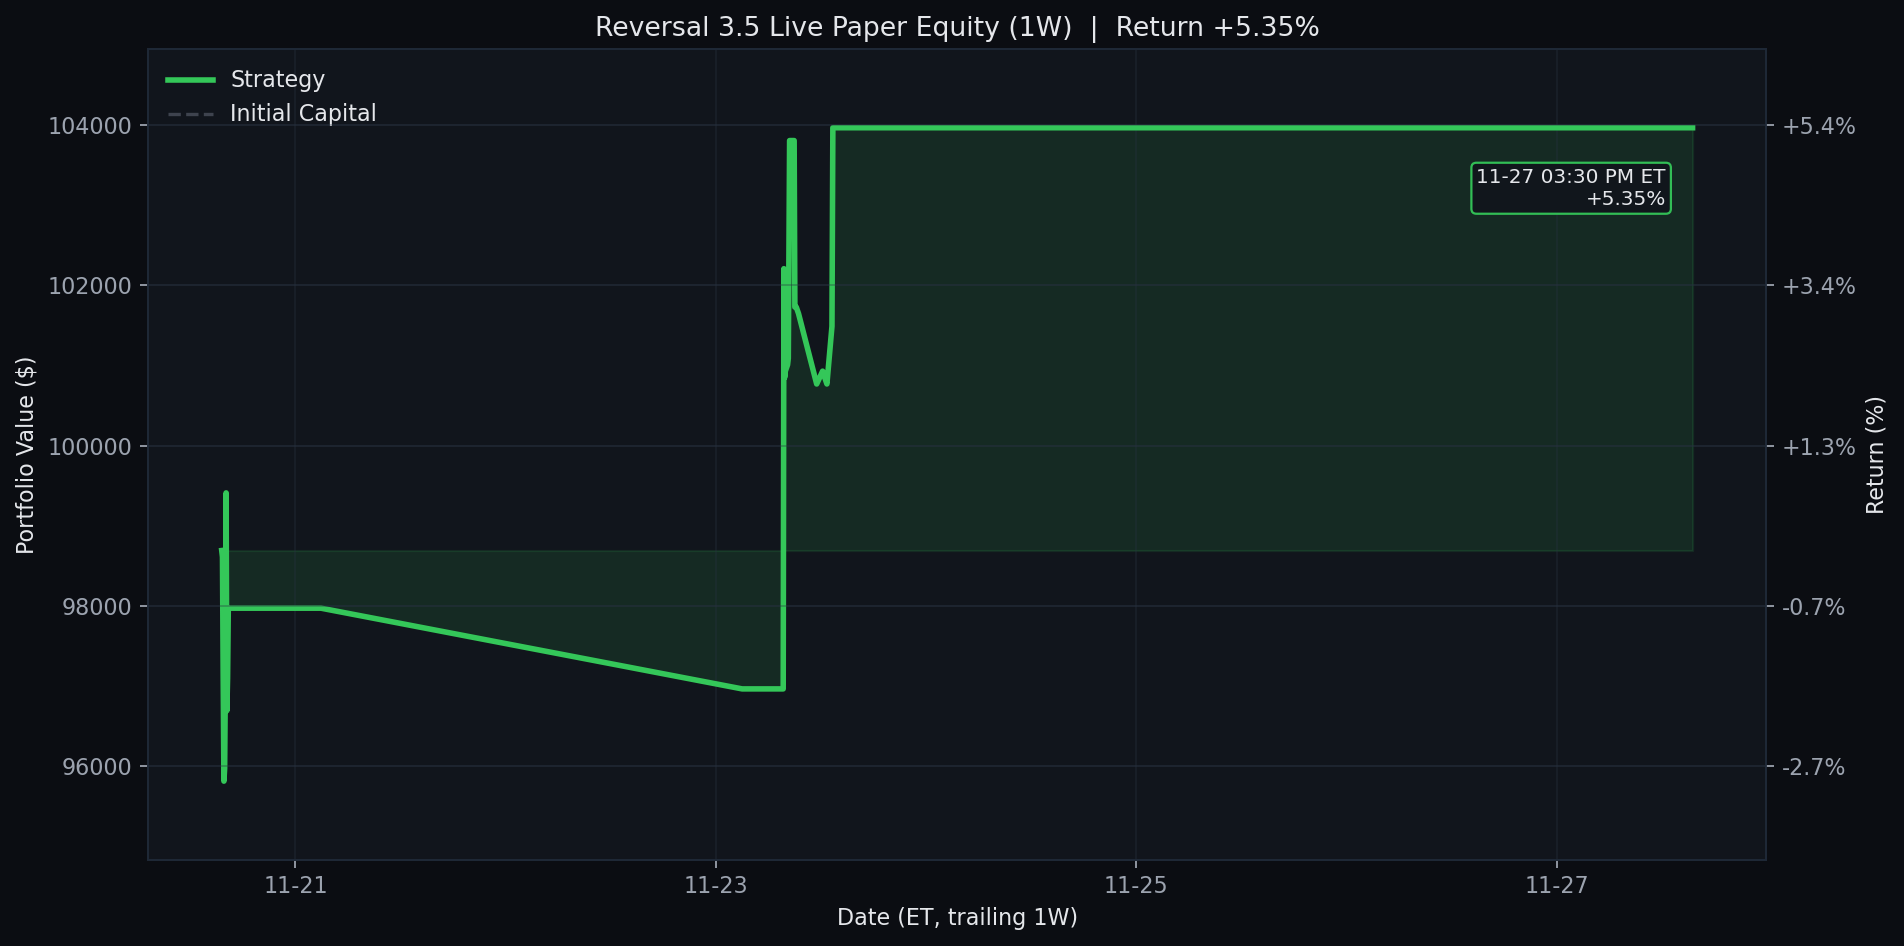 Reversal 3.5 Live Paper Equity (1W)  |  Return +5.35%
Strategy
Initial Capital
104000
102000
100000
98000
96000
Portfolio Value ($)
+5.4%
+3.4%
+1.3%
-0.7%
-2.7%
Return (%)
11-27 03:30 PM ET
+5.35%
11-21
11-23
11-25
11-27
Date (ET, trailing 1W)